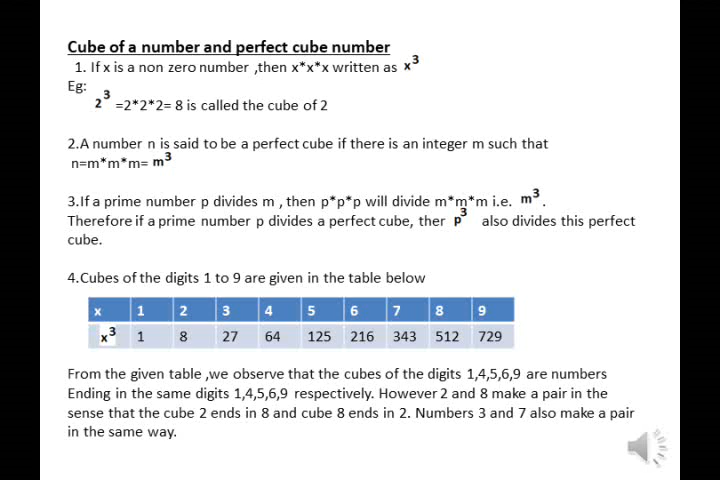 Cube of a number and perfect cube number
1. If x is a non zero number ,then x*x*x written as x³
Eg:
2³ =2*2*2= 8 is called the cube of 2
2.A number n is said to be a perfect cube if there is an integer m such that
n=m*m*m= m³
3.If a prime number p divides m , then p*p*p will divide m*m*m i.e. m³ .
Therefore if a prime number p divides a perfect cube, ther p³ also divides this perfect
cube.
4.Cubes of the digits 1 to 9 are given in the table below
x 1 2 3 4 5 6 7 8 9
x³ 1 8 27 64 125 216 343 512 729
From the given table ,we observe that the cubes of the digits 1,4,5,6,9 are numbers
Ending in the same digits 1,4,5,6,9 respectively. However 2 and 8 make a pair in the
sense that the cube 2 ends in 8 and cube 8 ends in 2. Numbers 3 and 7 also make a pair
in the same way.